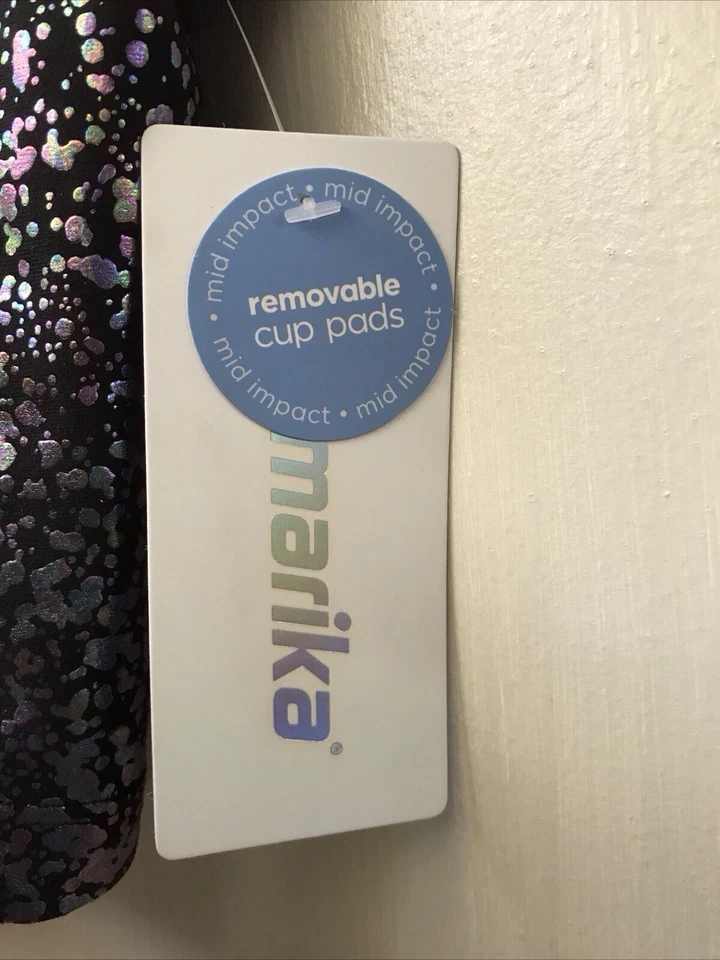 mid impact • mid impact • mid impact • mid impact •
removable
cup pads
marika®